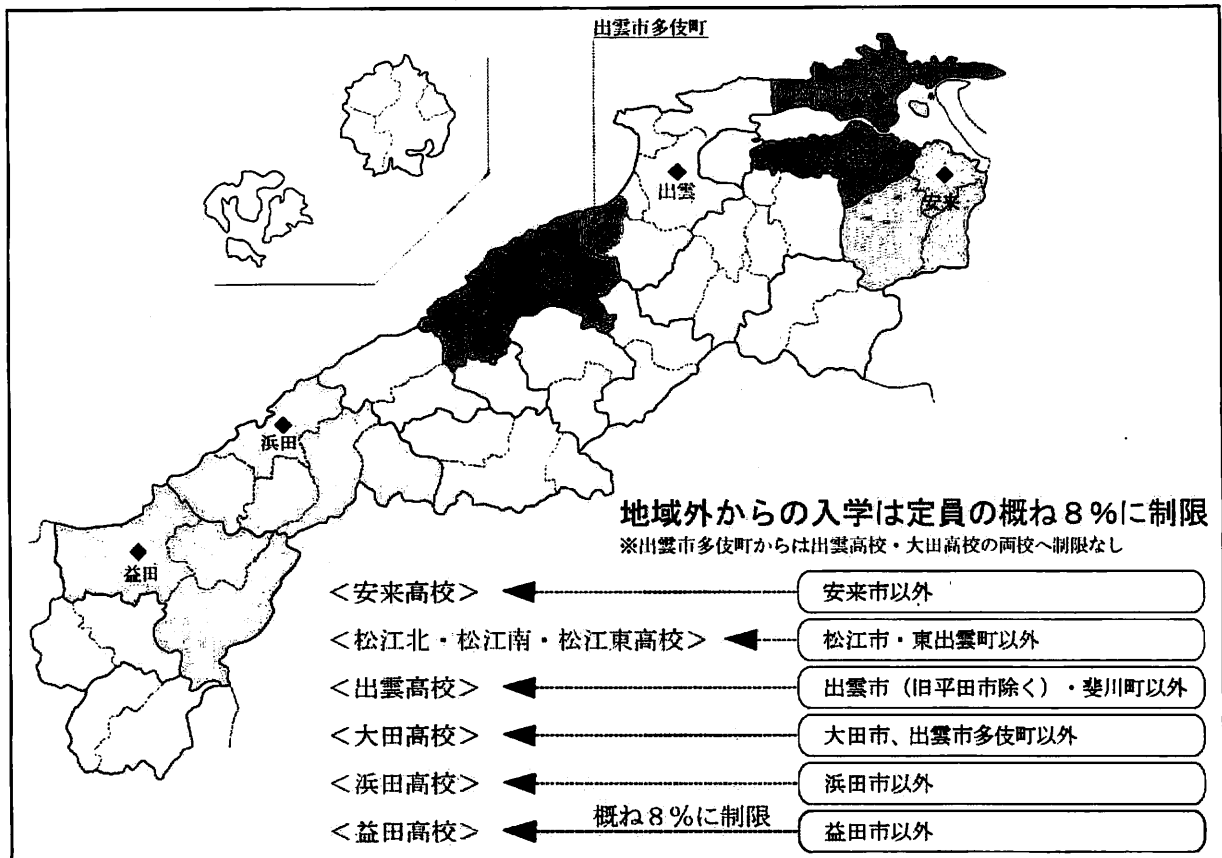 出雲市多伎町
出雲
安来
浜田
益田
地域外からの入学は定員の概ね8%に制限
※出雲市多伎町からは出雲高校・大田高校の両校へ制限なし
<安来高校> 安来市以外
<松江北・松江南・松江東高校> 松江市・東出雲町以外
<出雲高校> 出雲市(旧平田市除く)・斐川町以外
<大田高校> 大田市、出雲市多伎町以外
<浜田高校> 浜田市以外
<益田高校> 概ね8%に制限 益田市以外